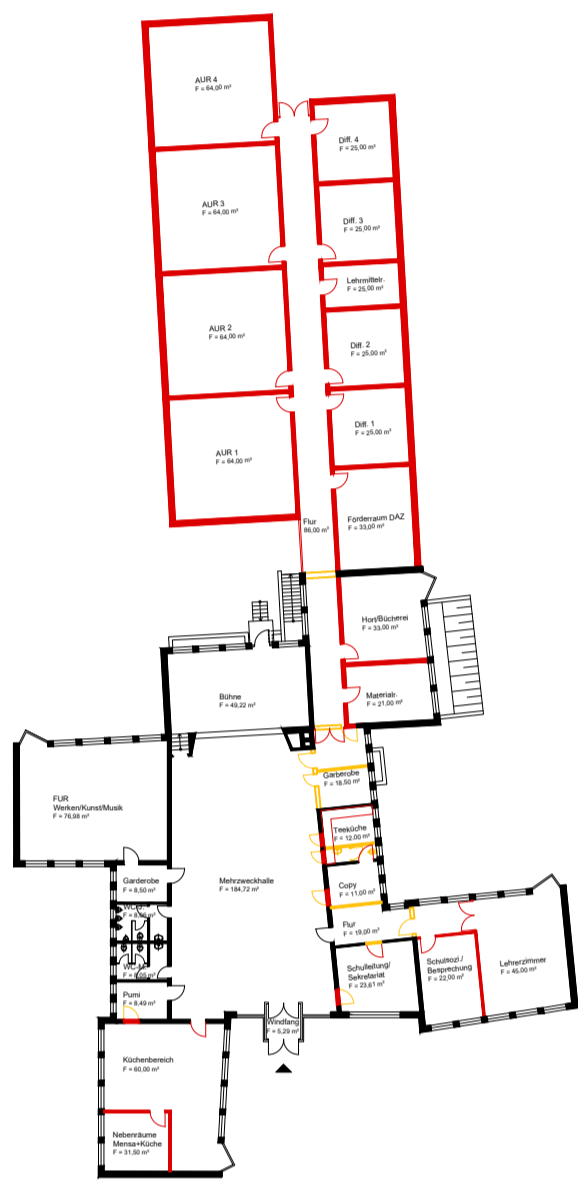 AUR 4
F = 64,00 m²
Diff. 4
F = 25,00 m²
AUR 3
F = 64,00 m²
Diff. 3
F = 25,00 m²
Lehrmittelr.
F = 25,00 m²
AUR 2
F = 64,00 m²
Diff. 2
F = 25,00 m²
Diff. 1
F = 25,00 m²
AUR 1
F = 64,00 m²
Flur
86,00 m²
Förderraum DAZ
F = 33,00 m²
Hort/Bücherei
F = 33,00 m²
Bühne
F = 49,22 m²
Materialr.
F = 21,00 m²
Garberobe
F = 18,50 m²
FUR
Werken/Kunst/Musik
F = 76,98 m²
Teeküche
F = 12,00 m²
Garderobe
F = 8,50 m²
Mehrzweckhalle
F = 184,72 m²
Copy
F = 11,00 m²
Flur
F = 19,00 m²
WC-M
Schulleitung/
Sekretariat
F = 23,61 m²
Schulsozi./
Besprechung
F = 22,00 m²
Lehrerzimmer
F = 45,00 m²
Pumi
F = 8,49 m²
Windfang
F = 5,29 m²
Küchenbereich
F = 60,00 m²
Nebenräume
Mensa+Küche
F = 31,50 m²